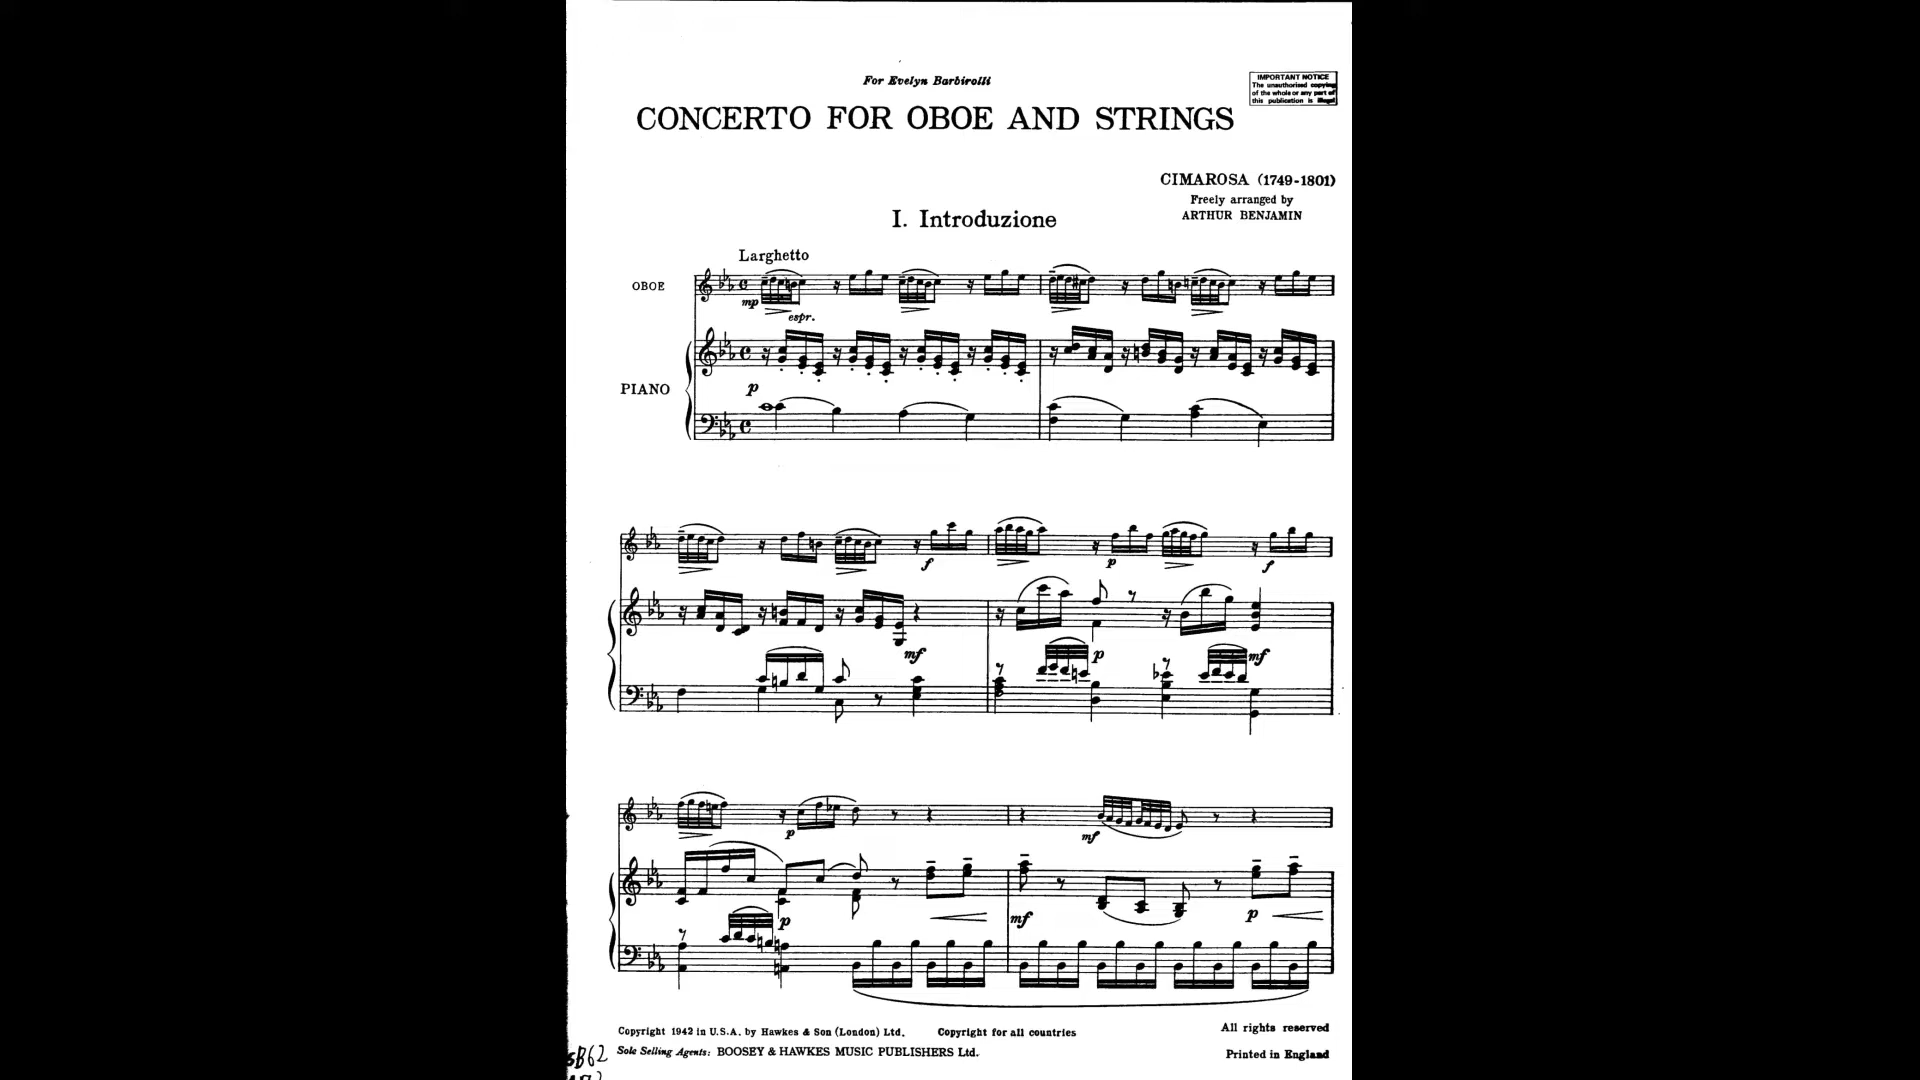 For Evelyn Barbirolli
IMPORTANT NOTICE
The unauthorised copying
of the whole or any part of
this publication is illegal
CONCERTO FOR OBOE AND STRINGS
CIMAROSA (1749-1801)
Freely arranged by
ARTHUR BENJAMIN
I. Introduzione
Larghetto
OBOE
mp
espr.
PIANO
p
f p f
mf p mf
p mf
p mf p
Copyright 1942 in U.S.A. by Hawkes & Son (London) Ltd. Copyright for all countries All rights reserved
Sole Selling Agents: BOOSEY & HAWKES MUSIC PUBLISHERS Ltd. Printed in England
B62